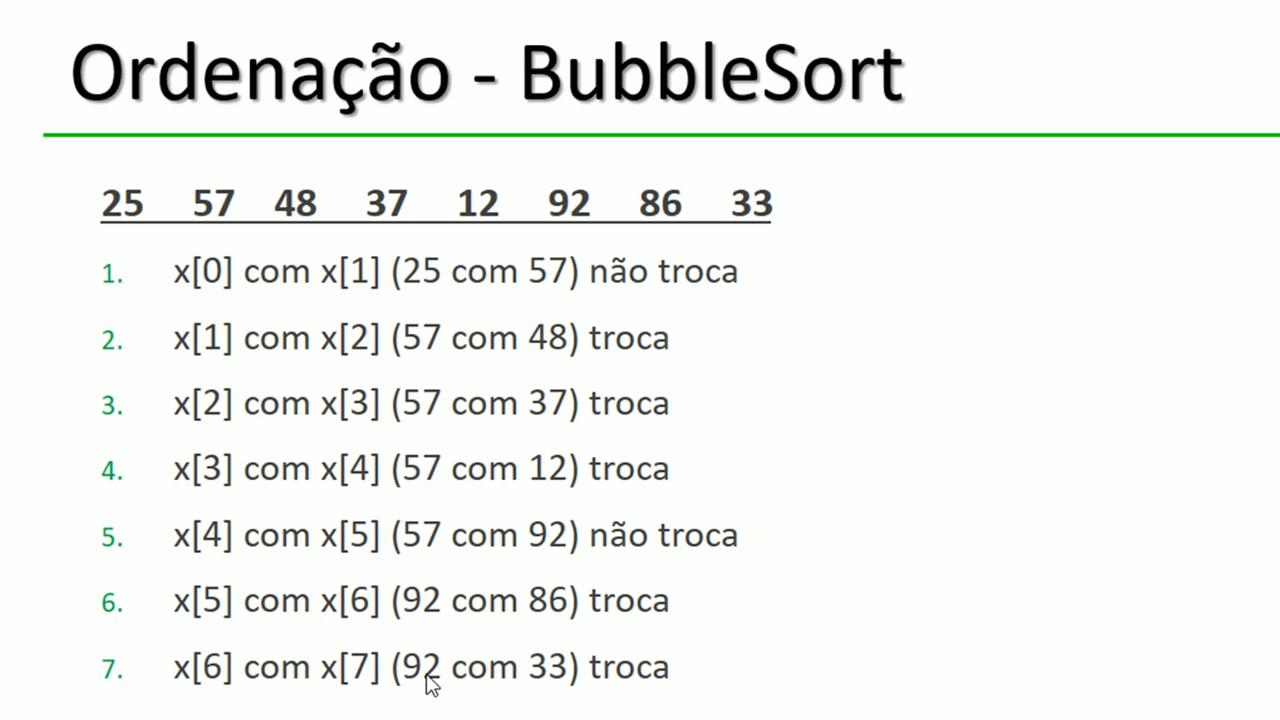 Ordenação - BubbleSort
25 57 48 37 12 92 86 33
1. x[0] com x[1] (25 com 57) não troca
2. x[1] com x[2] (57 com 48) troca
3. x[2] com x[3] (57 com 37) troca
4. x[3] com x[4] (57 com 12) troca
5. x[4] com x[5] (57 com 92) não troca
6. x[5] com x[6] (92 com 86) troca
7. x[6] com x[7] (92 com 33) troca